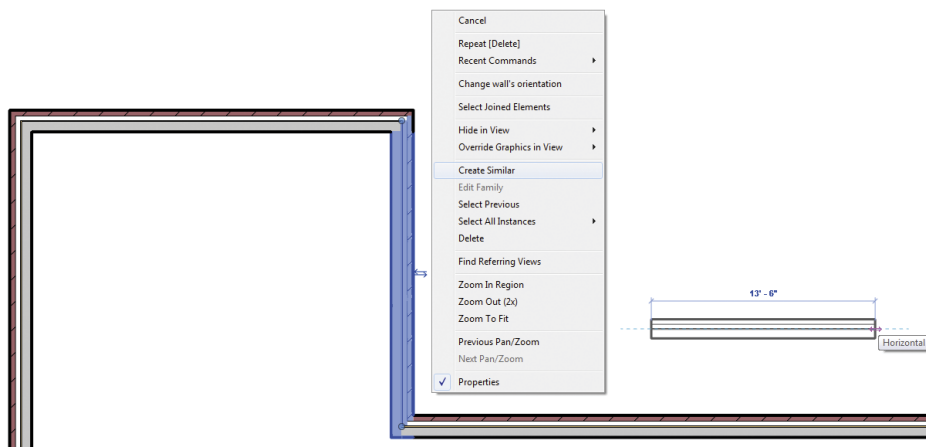 Cancel
Repeat [Delete]
Recent Commands
Change wall's orientation
Select Joined Elements
Hide in View
Override Graphics in View
Create Similar
Edit Family
Select Previous
Select All Instances
Delete
Find Referring Views
Zoom In Region
Zoom Out (2x)
Zoom To Fit
Previous Pan/Zoom
Next Pan/Zoom
Properties
13' - 6"
Horizontal